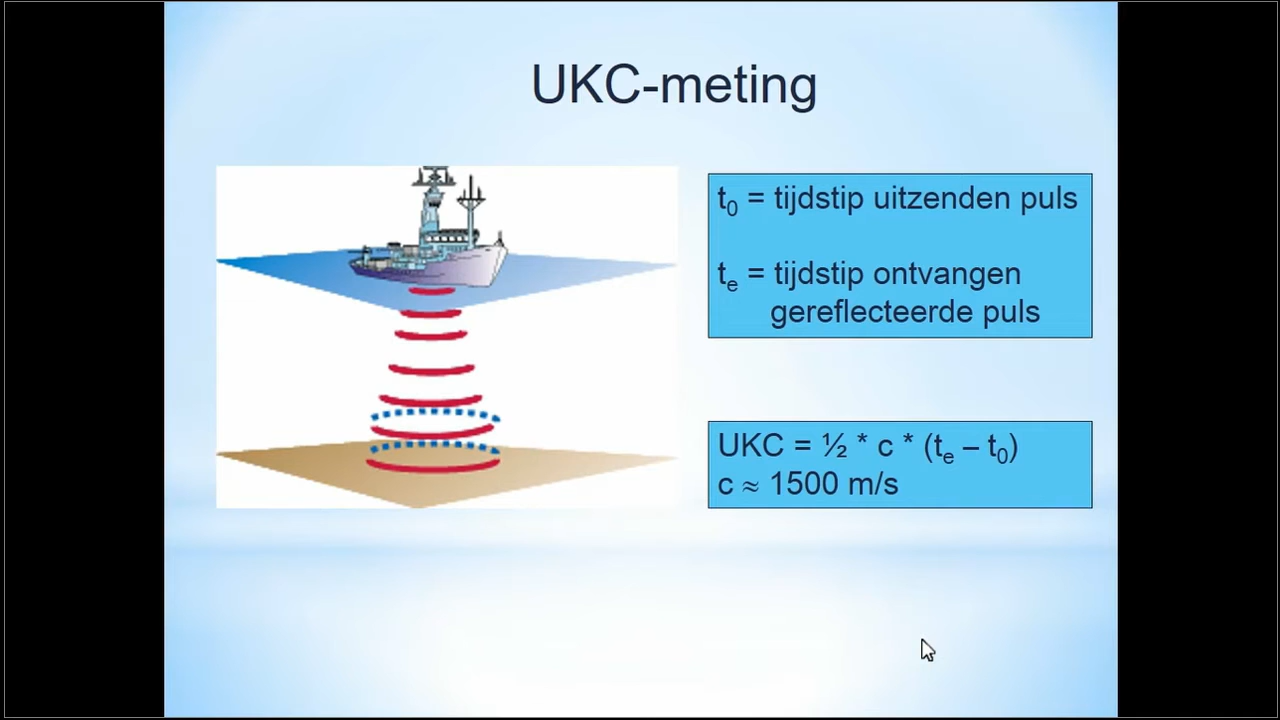 UKC-meting
t₀ = tijdstip uitzenden puls
tₑ = tijdstip ontvangen
gereflecteerde puls
UKC = ½ * c * (tₑ – t₀)
c ≈ 1500 m/s